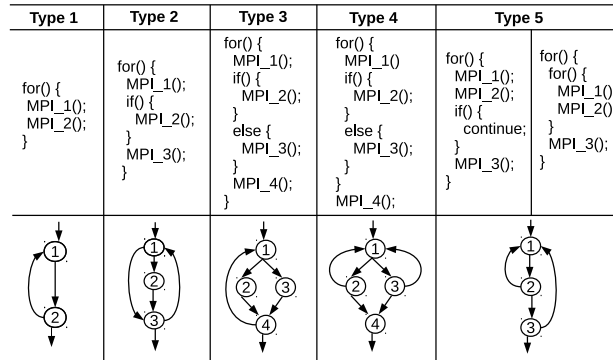 Type 1
Type 2
Type 3
Type 4
Type 5
for() {
MPI_1();
MPI_2();
}
for() {
MPI_1();
if() {
MPI_2();
}
MPI_3();
}
for() {
MPI_1();
if() {
MPI_2();
}
else {
MPI_3();
}
MPI_4();
}
for() {
MPI_1()
if() {
MPI_2();
}
else {
MPI_3();
}
}
MPI_4();
for() {
MPI_1();
MPI_2();
if() {
continue;
}
MPI_3();
}
for() {
for() {
MPI_1()
MPI_2()
}
MPI_3();
}
1
2
1
2
3
1
2 3
4
1
2 3
4
1
2
3